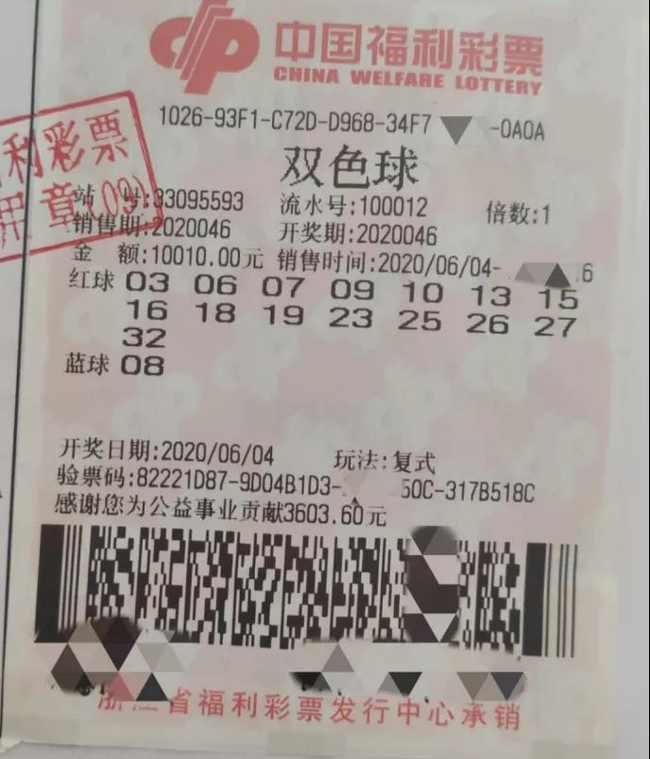 中国福利彩票
CHINA WELFARE LOTTERY
1026-93F1-C72D-D968-34F7 -0A0A
双色球
利彩票
用章(09)
站 号:33095593 流水号:100012 倍数:1
销售期:2020046 开奖期:2020046
金 额:10010.00元 销售时间:2020/06/04- 6
红球 03 06 07 09 10 13 15
16 18 19 23 25 26 27
32
蓝球 08
开奖日期:2020/06/04 玩法:复式
验票码:82221D87-9D04B1D3- 50C-317B518C
感谢您为公益事业贡献3603.60元
省福利彩票发行中心承销